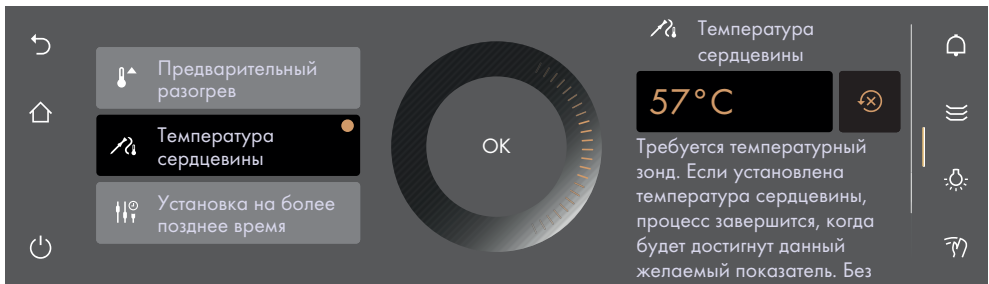 Предварительный
разогрев
Температура
сердцевины
Установка на более
позднее время
OK
Температура
сердцевины
57°C
Требуется температурный
зонд. Если установлена
температура сердцевины,
процесс завершится, когда
будет достигнут данный
желаемый показатель. Без